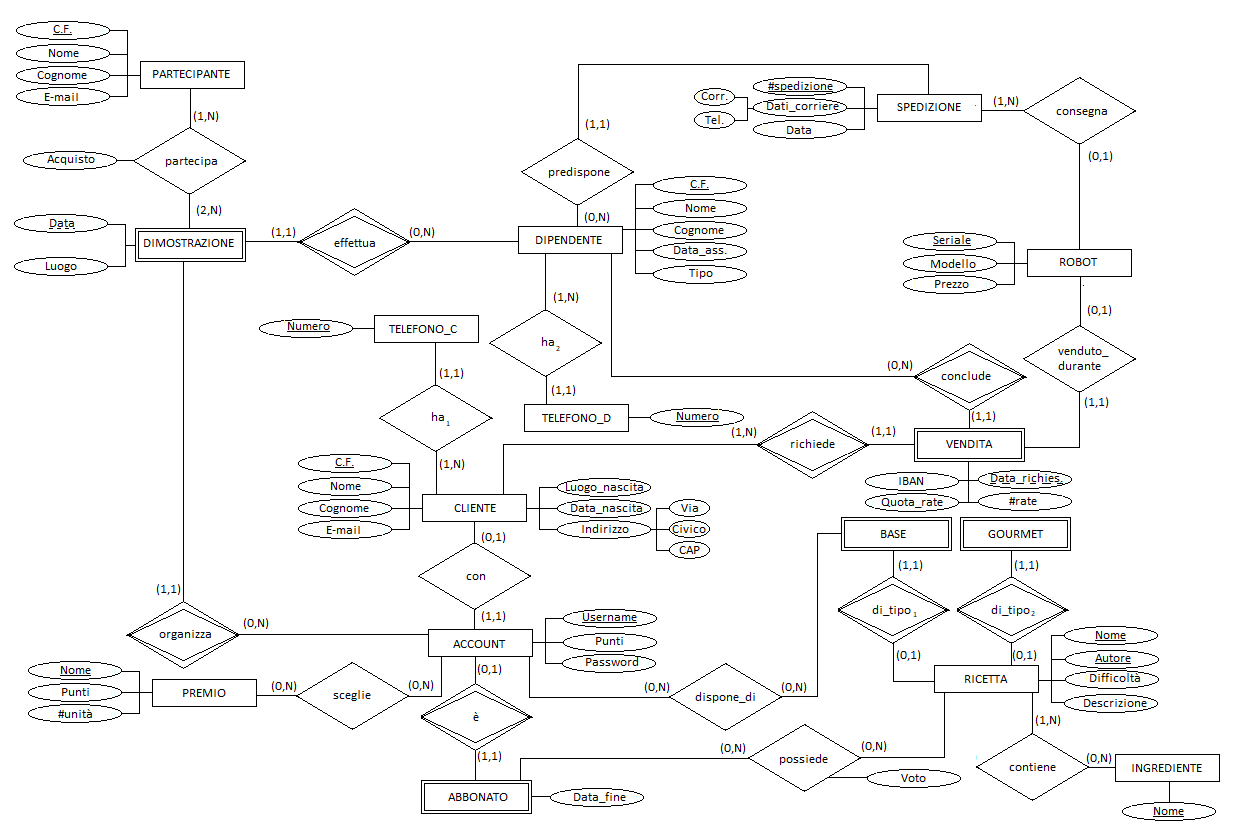 C.F.
Nome
Cognome
E-mail
PARTECIPANTE
(1,N)
Acquisto
partecipa
(2,N)
Data
Luogo
DIMOSTRAZIONE
(1,1)
effettua
(0,N)
(1,1)
predispone
(0,N)
DIPENDENTE
C.F.
Nome
Cognome
Data_ass.
Tipo
Corr.
Tel.
#spedizione
Dati_corriere
Data
SPEDIZIONE
(1,N)
consegna
(0,1)
Seriale
Modello
Prezzo
ROBOT
(0,1)
venduto_
durante
(1,1)
Numero
TELEFONO_C
(1,1)
ha1
(1,N)
(1,N)
ha2
(1,1)
TELEFONO_D
Numero
(0,N)
conclude
(1,1)
(1,N)
richiede
(1,1)
VENDITA
IBAN
Data_richies.
Quota_rate
#rate
C.F.
Nome
Cognome
E-mail
CLIENTE
Luogo_nascita
Data_nascita
Indirizzo
Via
Civico
CAP
(0,1)
con
(1,1)
BASE
GOURMET
(1,1)
(1,1)
di_tipo1
di_tipo2
(0,1)
(0,1)
(1,1)
organizza
(0,N)
ACCOUNT
Username
Punti
Password
Nome
Autore
Difficoltà
Descrizione
RICETTA
Nome
Punti
#unità
PREMIO
(0,N)
sceglie
(0,N)
(0,1)
è
(1,1)
(0,N)
dispone_di
(0,N)
(1,N)
contiene
(0,N)
INGREDIENTE
Nome
(0,N)
possiede
(0,N)
Voto
ABBONATO
Data_fine